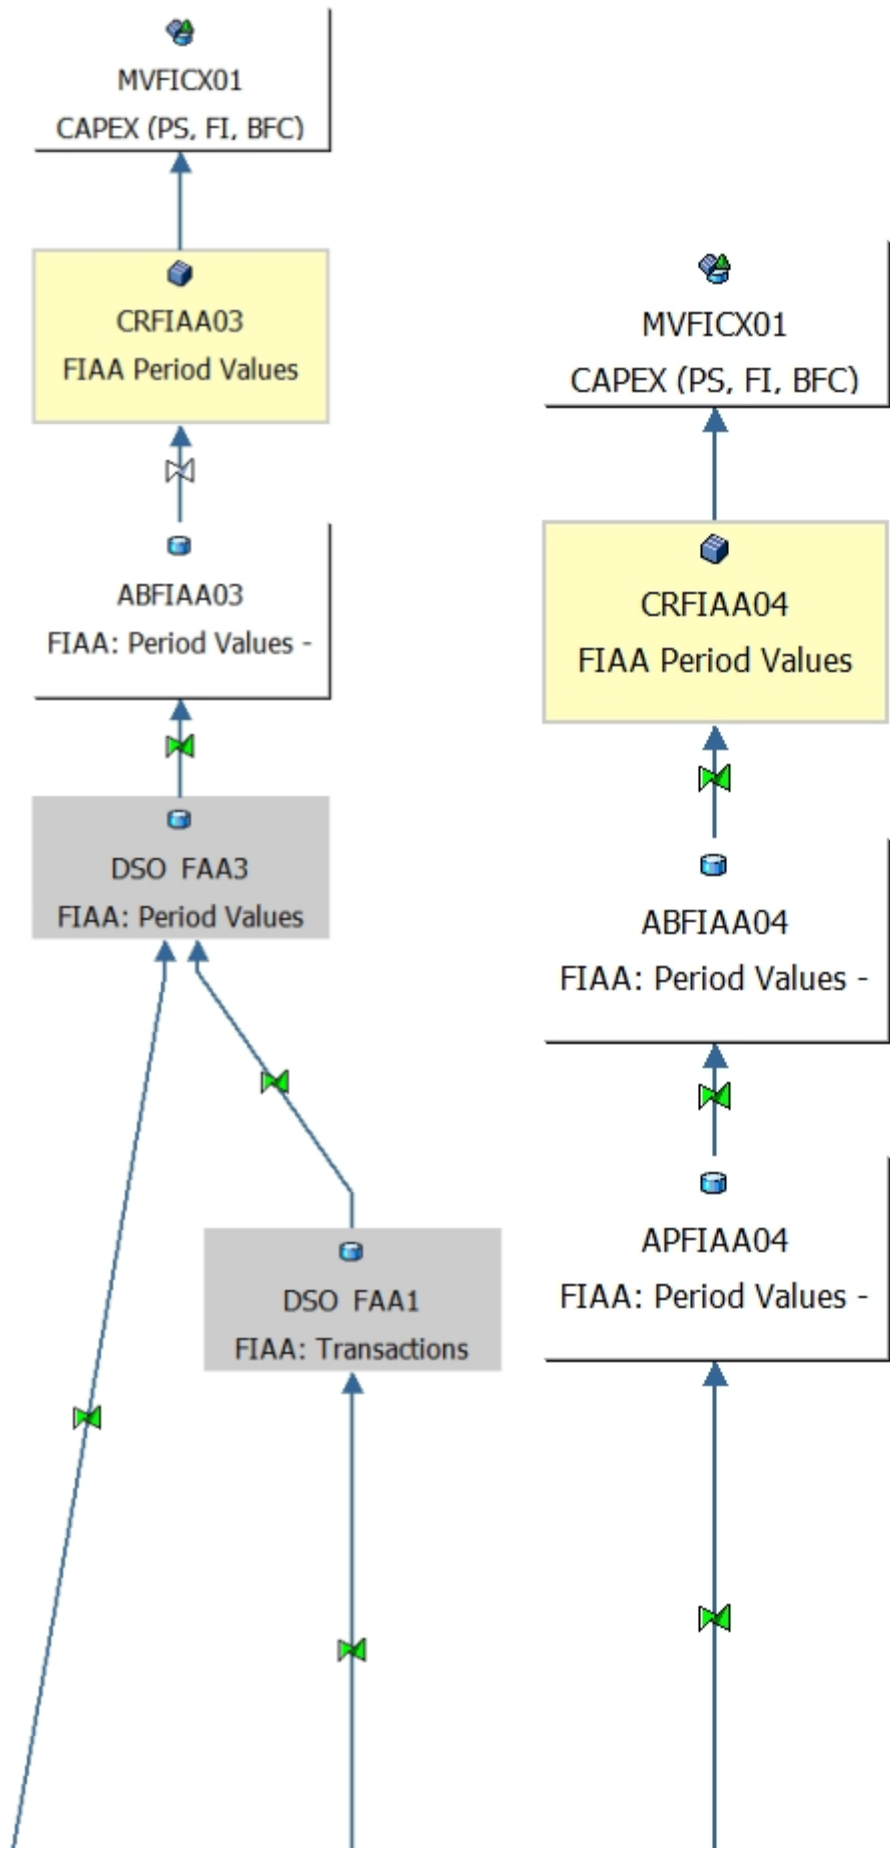 MVFICX01
CAPEX (PS, FI, BFC)
CRFIAA03
FIAA Period Values
ABFIAA03
FIAA: Period Values -
DSO FAA3
FIAA: Period Values
DSO FAA1
FIAA: Transactions
MVFICX01
CAPEX (PS, FI, BFC)
CRFIAA04
FIAA Period Values
ABFIAA04
FIAA: Period Values -
APFIAA04
FIAA: Period Values -